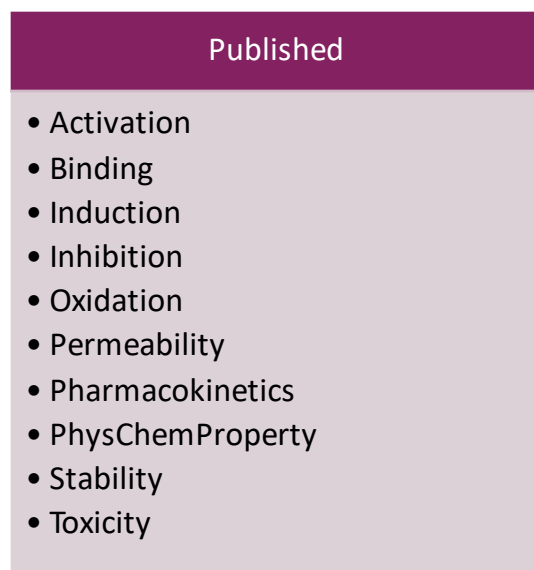 Published
• Activation
• Binding
• Induction
• Inhibition
• Oxidation
• Permeability
• Pharmacokinetics
• PhysChemProperty
• Stability
• Toxicity